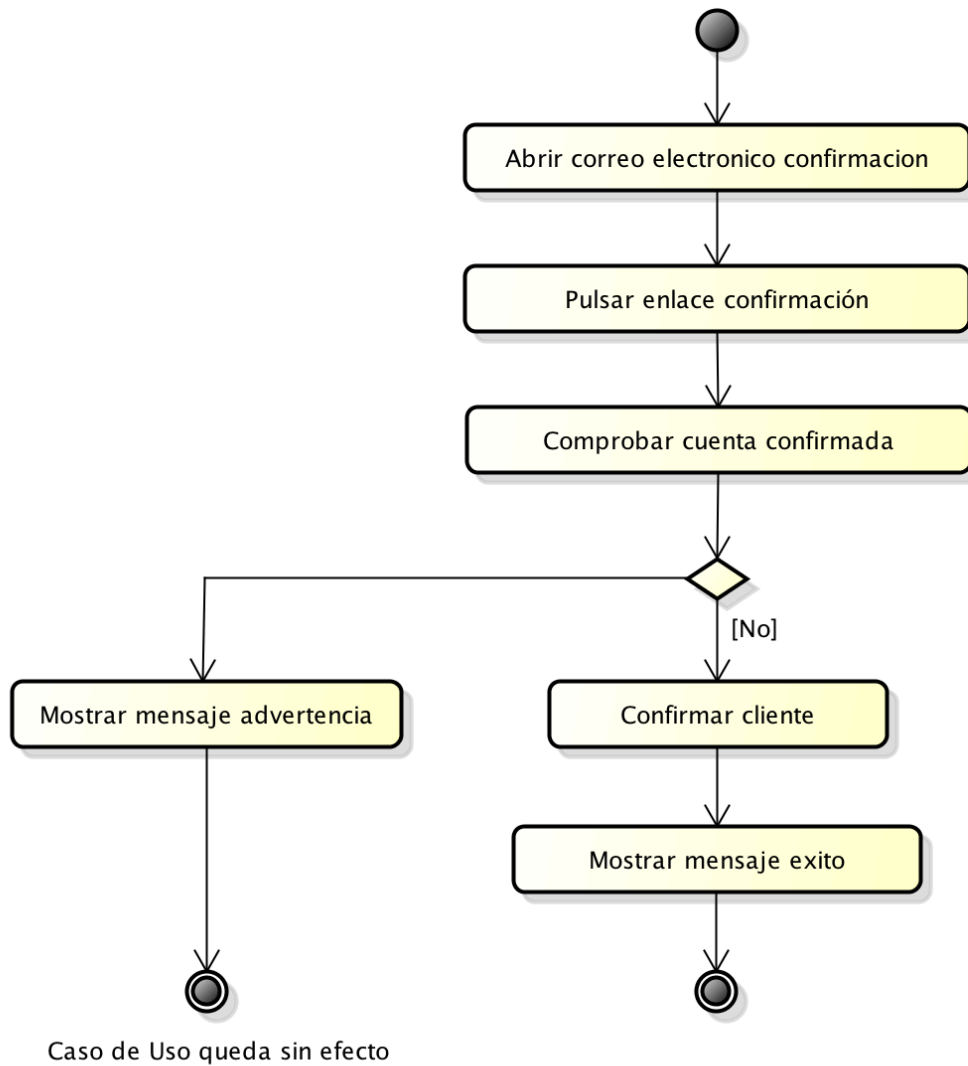 Abrir correo electronico confirmacion
Pulsar enlace confirmación
Comprobar cuenta confirmada
[No]
Mostrar mensaje advertencia
Confirmar cliente
Mostrar mensaje exito
Caso de Uso queda sin efecto